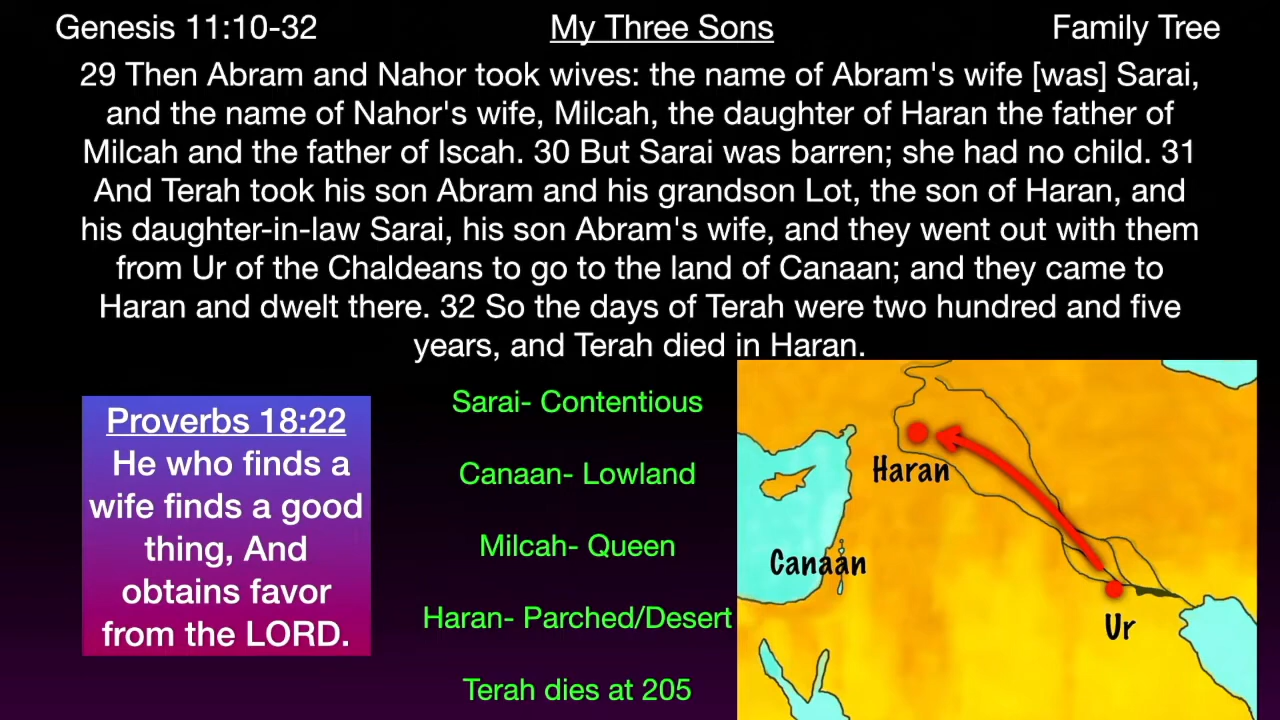 Genesis 11:10-32
My Three Sons
Family Tree
29 Then Abram and Nahor took wives: the name of Abram's wife [was] Sarai,
and the name of Nahor's wife, Milcah, the daughter of Haran the father of
Milcah and the father of Iscah. 30 But Sarai was barren; she had no child. 31
And Terah took his son Abram and his grandson Lot, the son of Haran, and
his daughter-in-law Sarai, his son Abram's wife, and they went out with them
from Ur of the Chaldeans to go to the land of Canaan; and they came to
Haran and dwelt there. 32 So the days of Terah were two hundred and five
years, and Terah died in Haran.
Proverbs 18:22
He who finds a
wife finds a good
thing, And
obtains favor
from the LORD.
Sarai- Contentious
Canaan- Lowland
Milcah- Queen
Haran- Parched/Desert
Terah dies at 205
Haran
Canaan
Ur